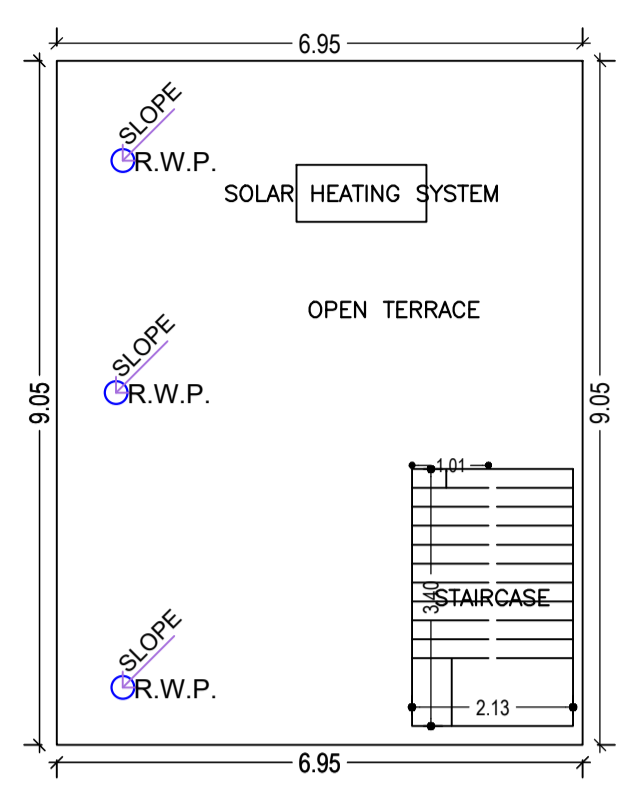 6.95
SLOPE
R.W.P.
SOLAR HEATING SYSTEM
OPEN TERRACE
SLOPE
R.W.P.
9.05
9.05
1.01
3.40
STAIRCASE
SLOPE
R.W.P.
2.13
6.95